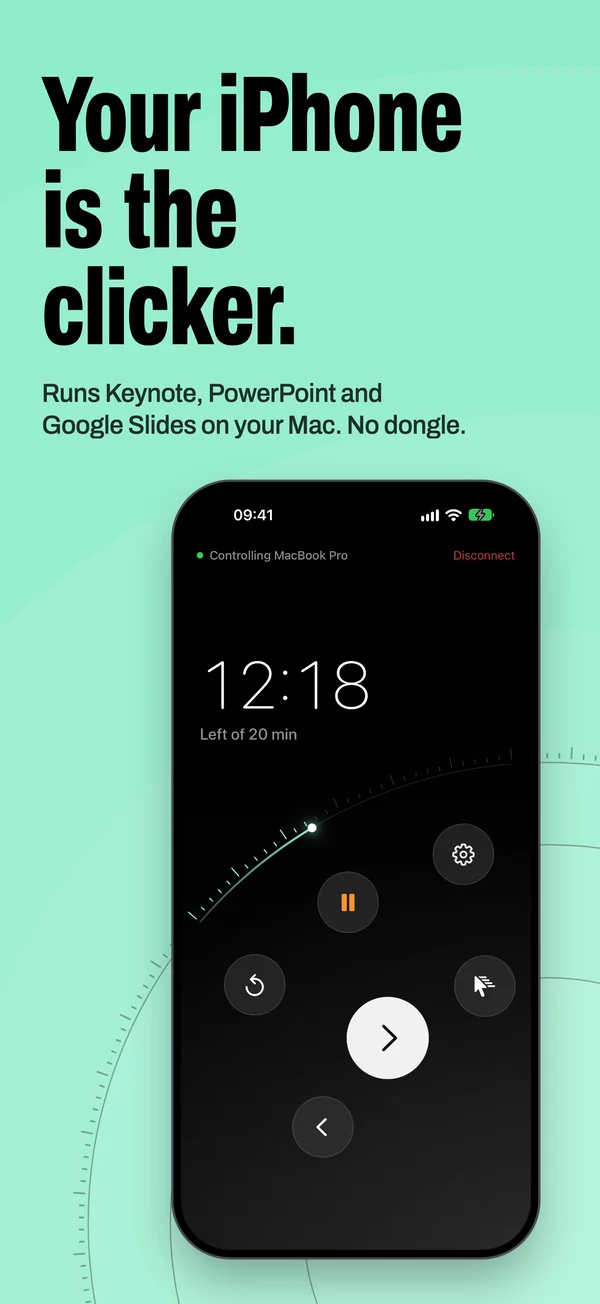 Your iPhone
is the
clicker.
Runs Keynote, PowerPoint and
Google Slides on your Mac. No dongle.
09:41
Controlling MacBook Pro
Disconnect
12:18
Left of 20 min